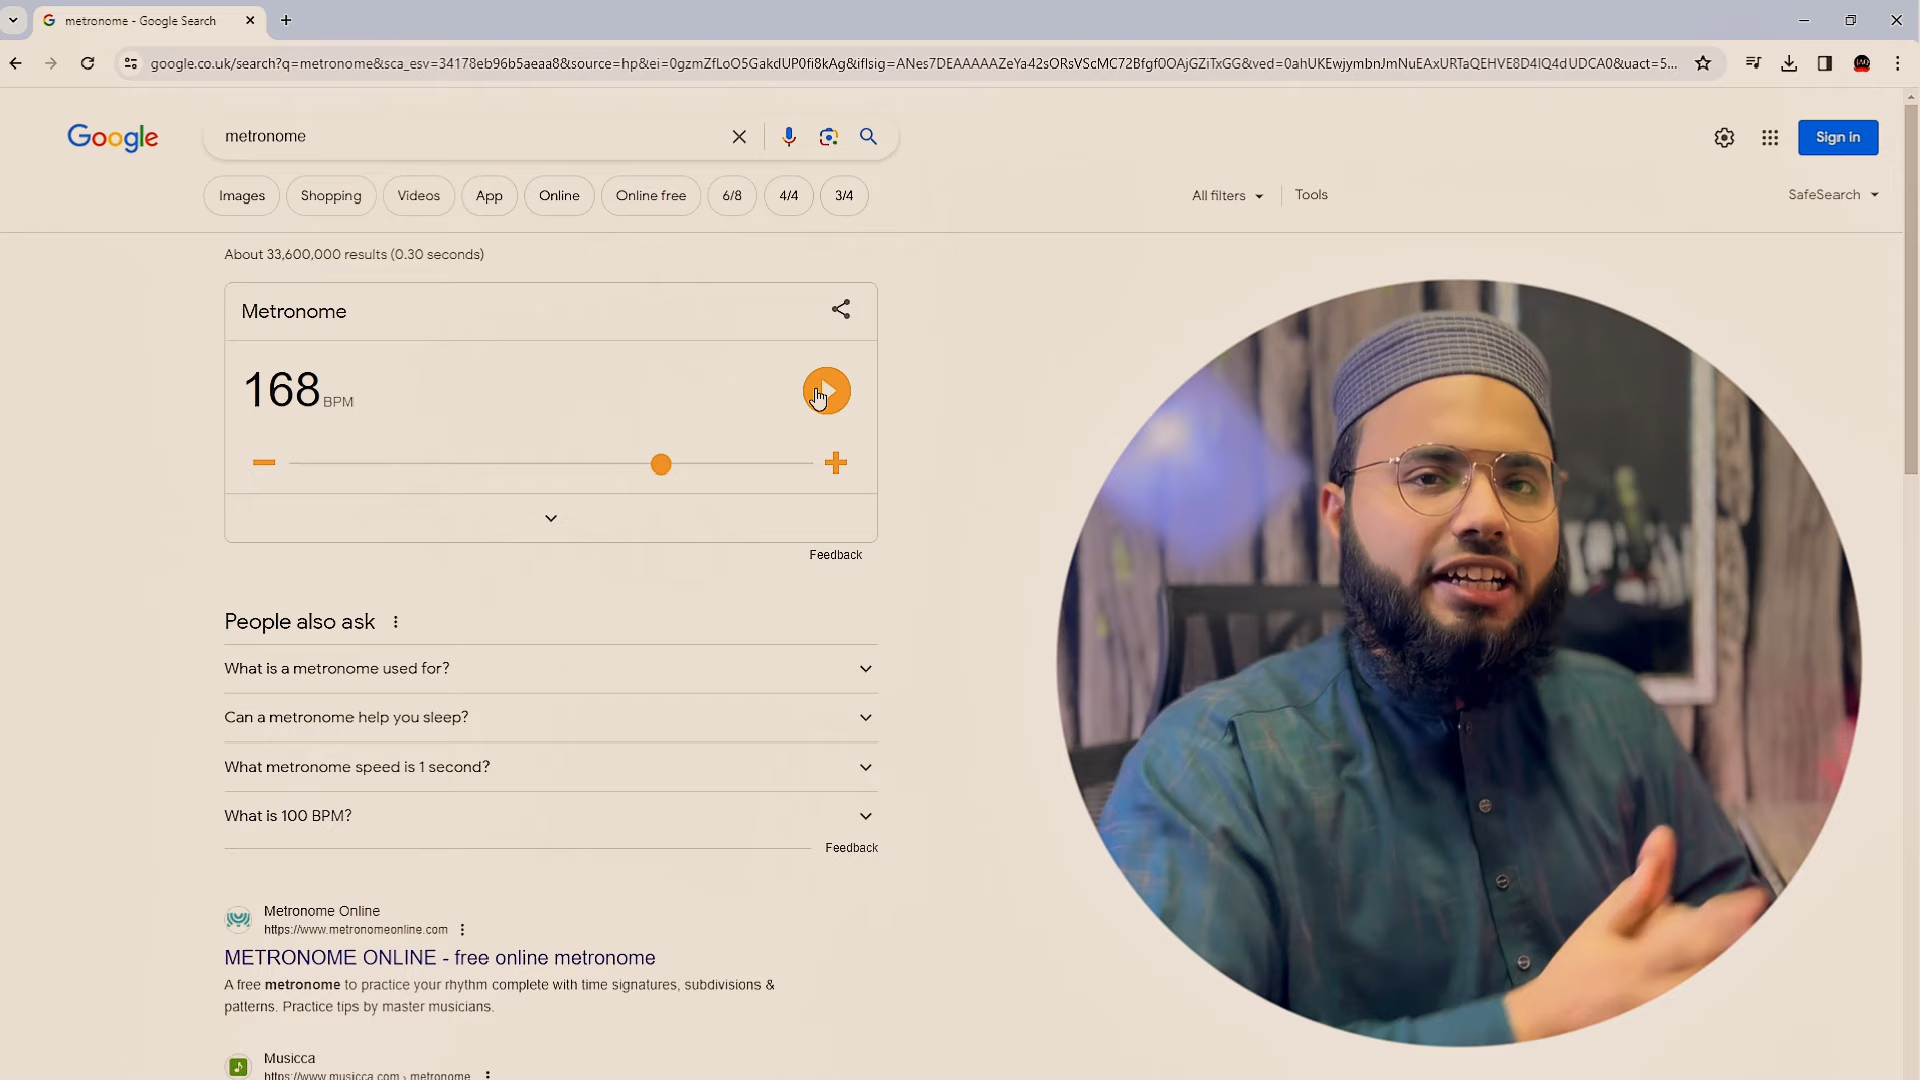 metronome - Google Search
google.co.uk/search?q=metronome&sca_esv=34178eb96b5aeaa8&source=hp&ei=0gzmZfLoO5GakdUP0fi8kAg&iflsig=ANes7DEAAAAAZeYa42sORsVScMC72Bfgf0OAjGZiTxGG&ved=0ahUKEwjymbnJmNuEAxURTaQEHVE8D4IQ4dUDCA0&uact=5...
Google
metronome
Sign in
Images
Shopping
Videos
App
Online
Online free
6/8
4/4
3/4
All filters
Tools
SafeSearch
About 33,600,000 results (0.30 seconds)
Metronome
168 BPM
Feedback
People also ask
What is a metronome used for?
Can a metronome help you sleep?
What metronome speed is 1 second?
What is 100 BPM?
Feedback
Metronome Online
https://www.metronomeonline.com
METRONOME ONLINE - free online metronome
A free metronome to practice your rhythm complete with time signatures, subdivisions &
patterns. Practice tips by master musicians.
Musicca
https://www.musicca.com › metronome